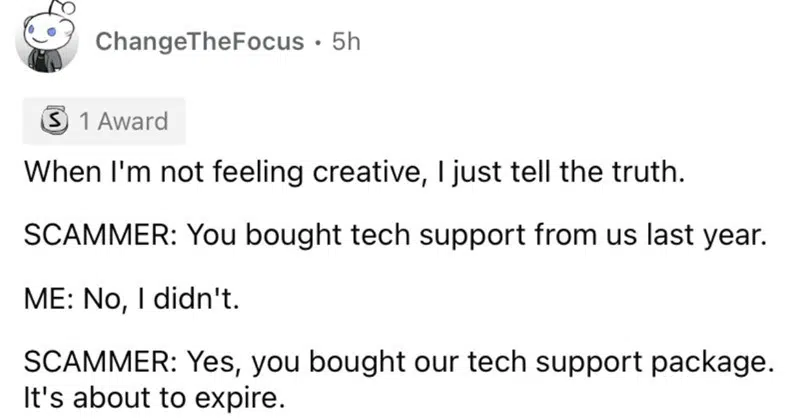 ChangeTheFocus • 5h
S 1 Award
When I'm not feeling creative, I just tell the truth.
SCAMMER: You bought tech support from us last year.
ME: No, I didn't.
SCAMMER: Yes, you bought our tech support package.
It's about to expire.